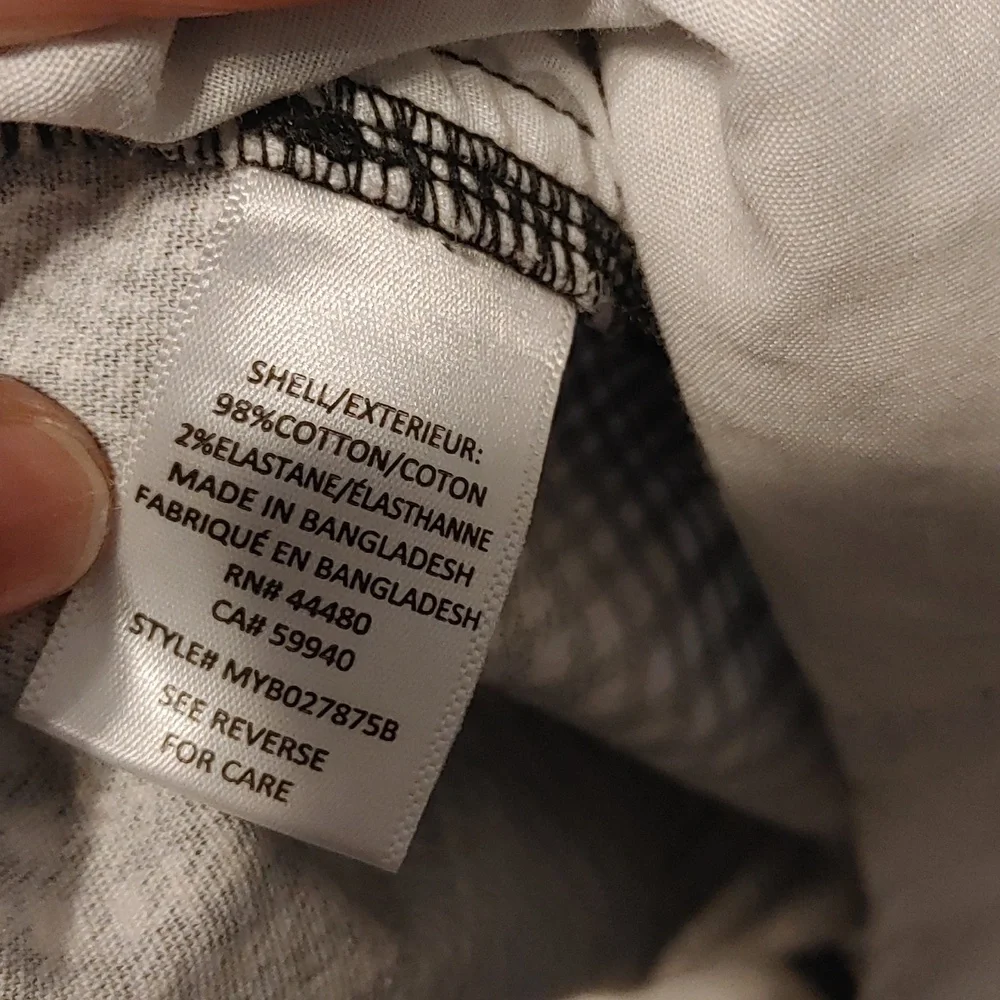 SHELL/EXTERIEUR:
98%COTTON/COTON
2%ELASTANE/ÉLASTHANNE
MADE IN BANGLADESH
FABRIQUÉ EN BANGLADESH
RN# 44480
CA# 59940
STYLE# MYB027875B
SEE REVERSE
FOR CARE